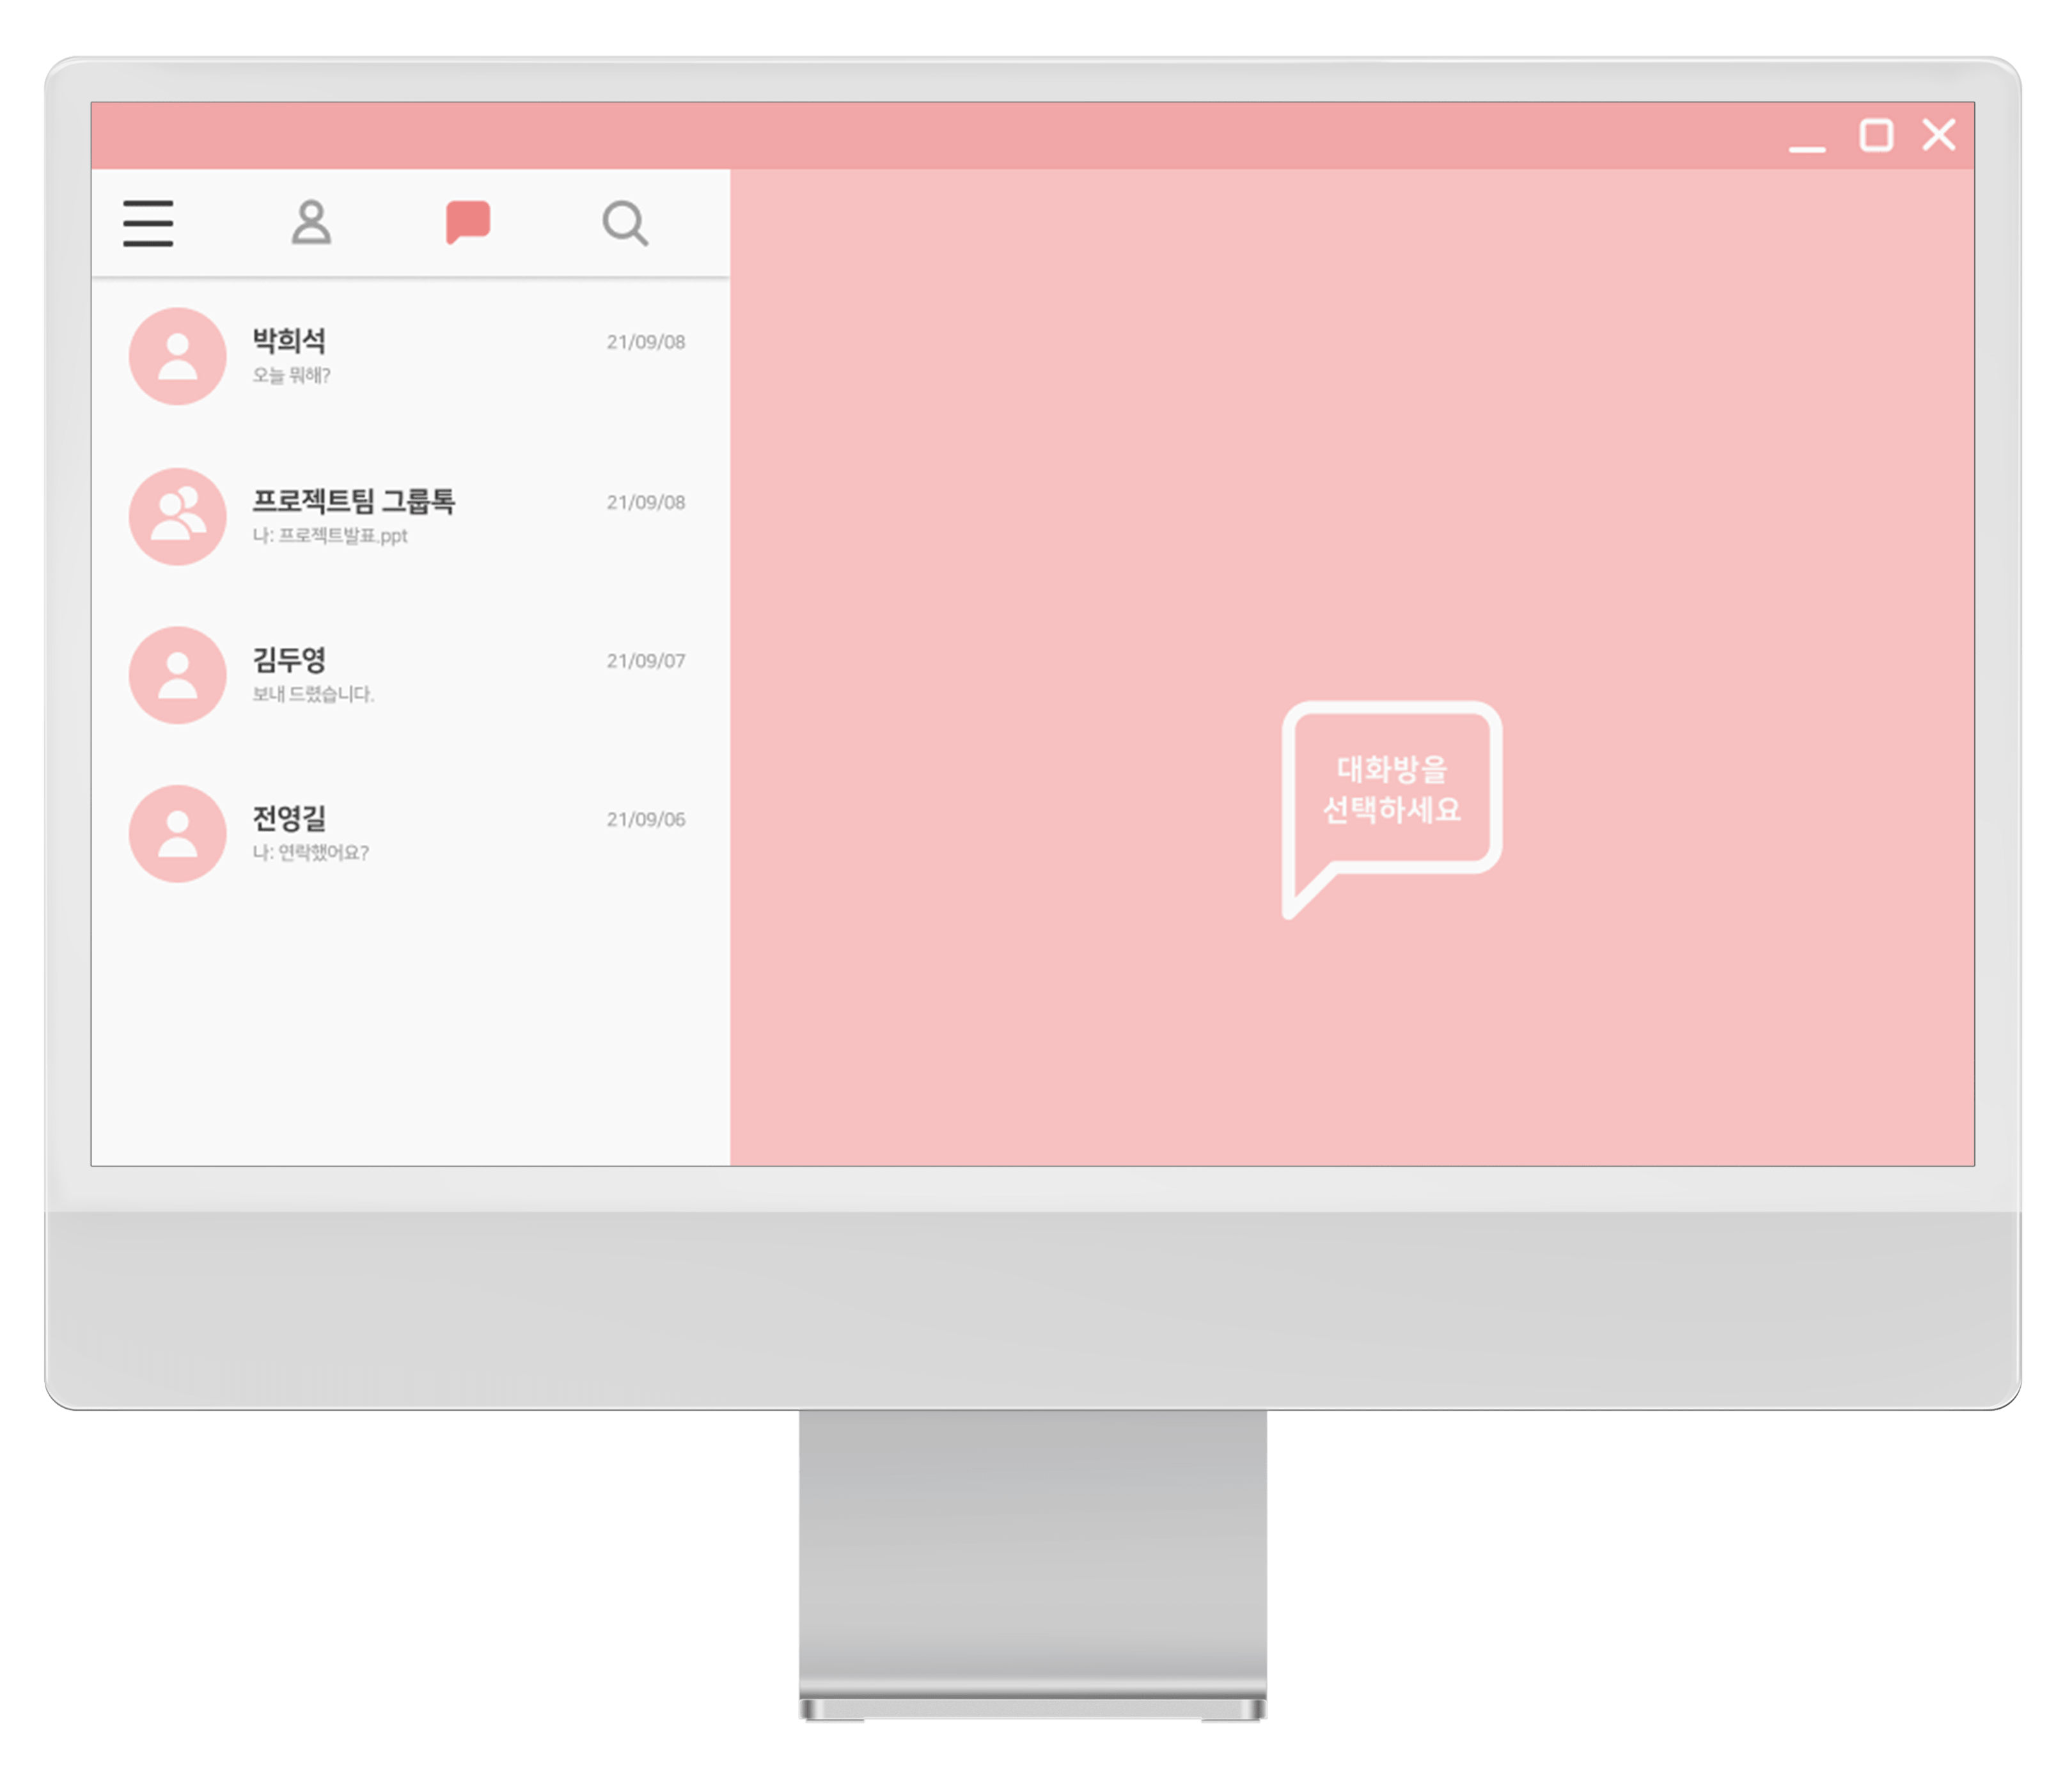 박희석
21/09/08
오늘 뭐해?
프로젝트팀 그룹톡
21/09/08
나: 프로젝트발표.ppt
김두영
21/09/07
보내 드렸습니다.
전영길
21/09/06
나: 연락했어요?
대화방을
선택하세요